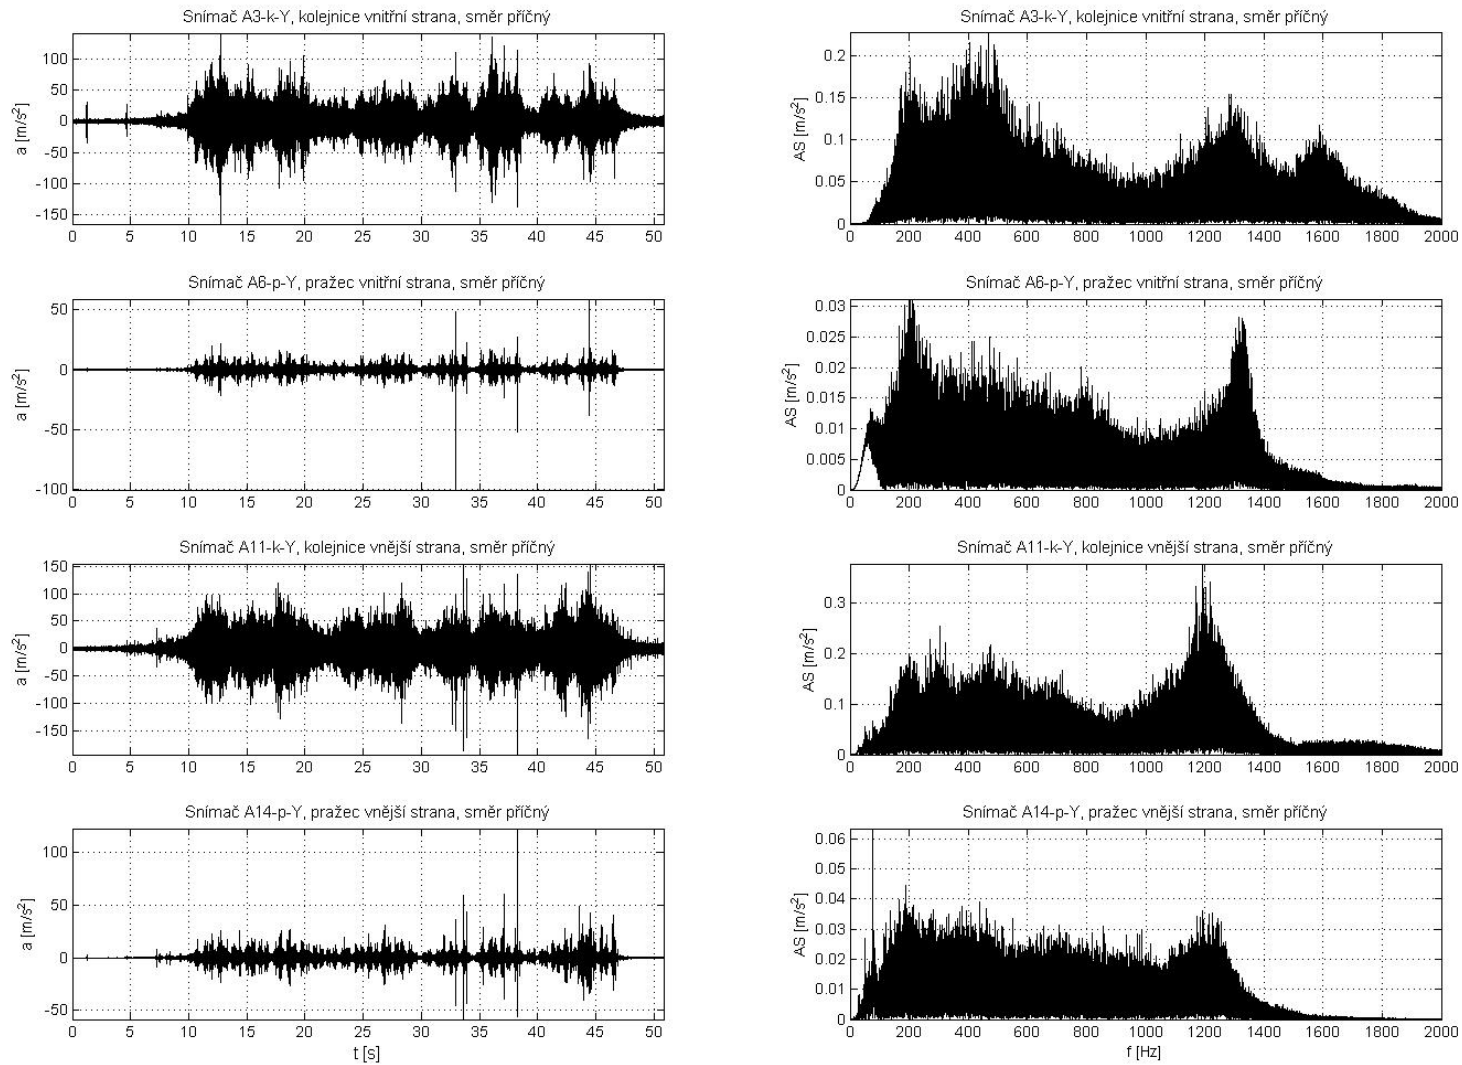 Snímač A3-k-Y, kolejnice vnitřní strana, směr příčný
a [m/s²]
100
50
0
-50
-100
-150
0 5 10 15 20 25 30 35 40 45 50
Snímač A3-k-Y, kolejnice vnitřní strana, směr příčný
AS [m/s²]
0.2
0.15
0.1
0.05
0
0 200 400 600 800 1000 1200 1400 1600 1800 2000
Snímač A6-p-Y, pražec vnitřní strana, směr příčný
a [m/s²]
50
0
-50
-100
0 5 10 15 20 25 30 35 40 45 50
Snímač A6-p-Y, pražec vnitřní strana, směr příčný
AS [m/s²]
0.03
0.025
0.02
0.015
0.01
0.005
0
0 200 400 600 800 1000 1200 1400 1600 1800 2000
Snímač A11-k-Y, kolejnice vnější strana, směr příčný
a [m/s²]
150
100
50
0
-50
-100
-150
0 5 10 15 20 25 30 35 40 45 50
Snímač A11-k-Y, kolejnice vnější strana, směr příčný
AS [m/s²]
0.3
0.2
0.1
0
0 200 400 600 800 1000 1200 1400 1600 1800 2000
Snímač A14-p-Y, pražec vnější strana, směr příčný
a [m/s²]
100
50
0
-50
0 5 10 15 20 25 30 35 40 45 50
t [s]
Snímač A14-p-Y, pražec vnější strana, směr příčný
AS [m/s²]
0.06
0.05
0.04
0.03
0.02
0.01
0
0 200 400 600 800 1000 1200 1400 1600 1800 2000
f [Hz]